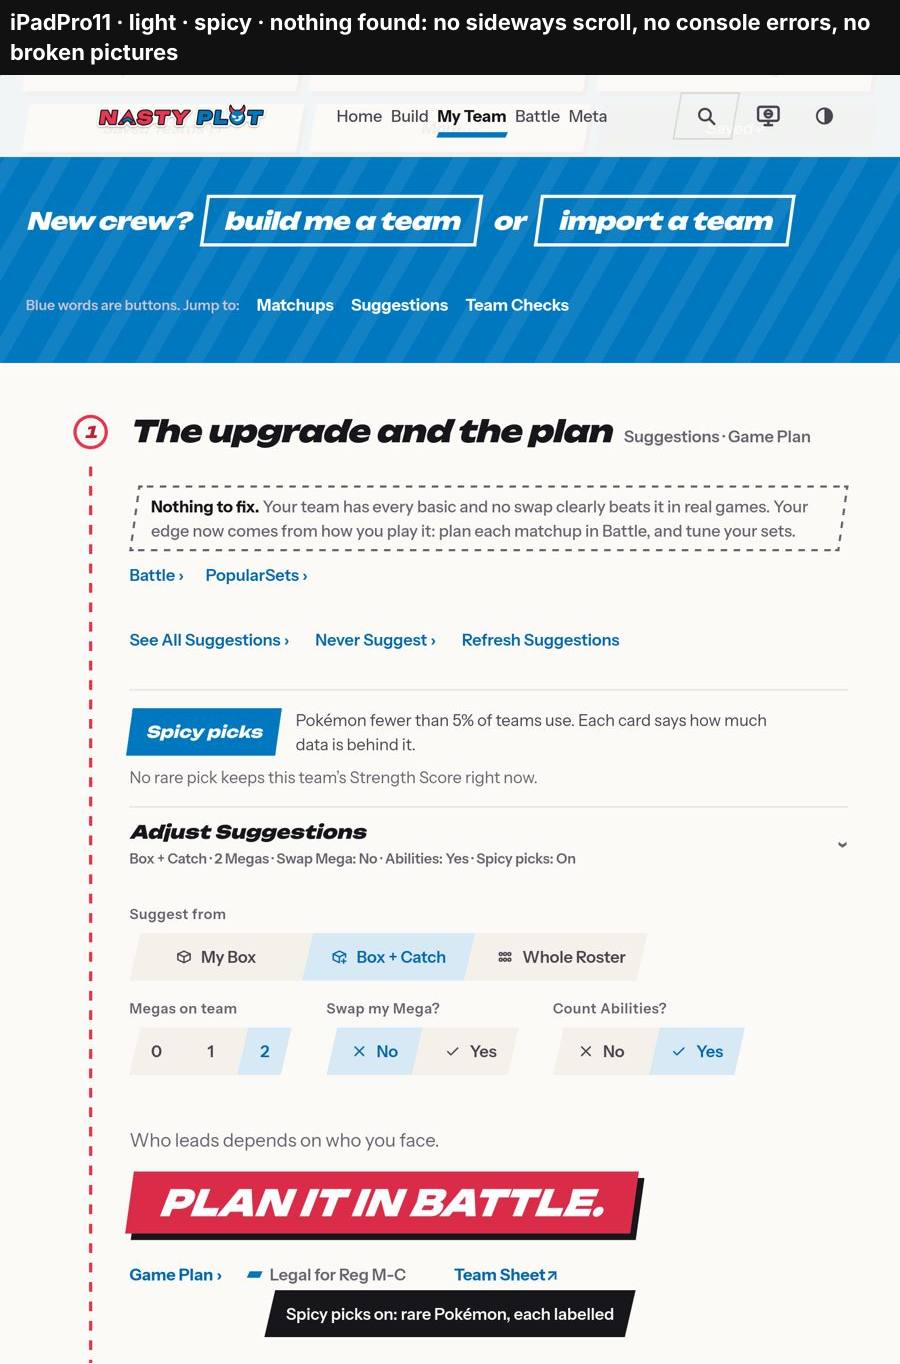 iPadPro11 · light · spicy · nothing found: no sideways scroll, no console errors, no
broken pictures
NASTY PLOT
Home Build My Team Battle Meta
New crew? build me a team or import a team
Blue words are buttons. Jump to: Matchups Suggestions Team Checks
1 The upgrade and the plan Suggestions · Game Plan
Nothing to fix. Your team has every basic and no swap clearly beats it in real games. Your
edge now comes from how you play it: plan each matchup in Battle, and tune your sets.
Battle › PopularSets ›
See All Suggestions › Never Suggest › Refresh Suggestions
Spicy picks
Pokémon fewer than 5% of teams use. Each card says how much
data is behind it.
No rare pick keeps this team's Strength Score right now.
Adjust Suggestions
Box + Catch · 2 Megas · Swap Mega: No · Abilities: Yes · Spicy picks: On
Suggest from
My Box Box + Catch Whole Roster
Megas on team Swap my Mega? Count Abilities?
0 1 2 No Yes No Yes
Who leads depends on who you face.
PLAN IT IN BATTLE.
Game Plan › Legal for Reg M-C Team Sheet↗
Spicy picks on: rare Pokémon, each labelled